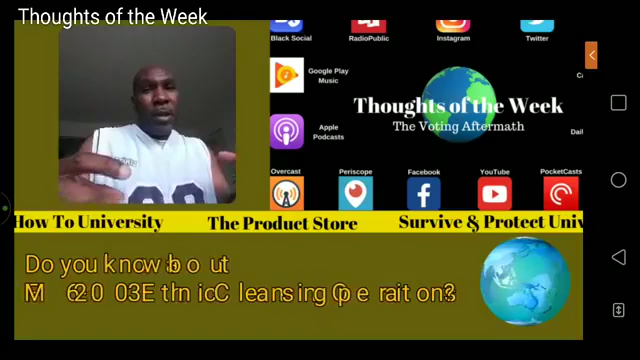 Thoughts of the Week
Black Social
RadioPublic
Instagram
Twitter
Google Play
Music
Thoughts of the Week
The Voting Aftermath
Apple
Podcasts
Overcast
Periscope
Facebook
YouTube
PocketCasts
How To University
The Product Store
Survive & Protect Univ
Do you know